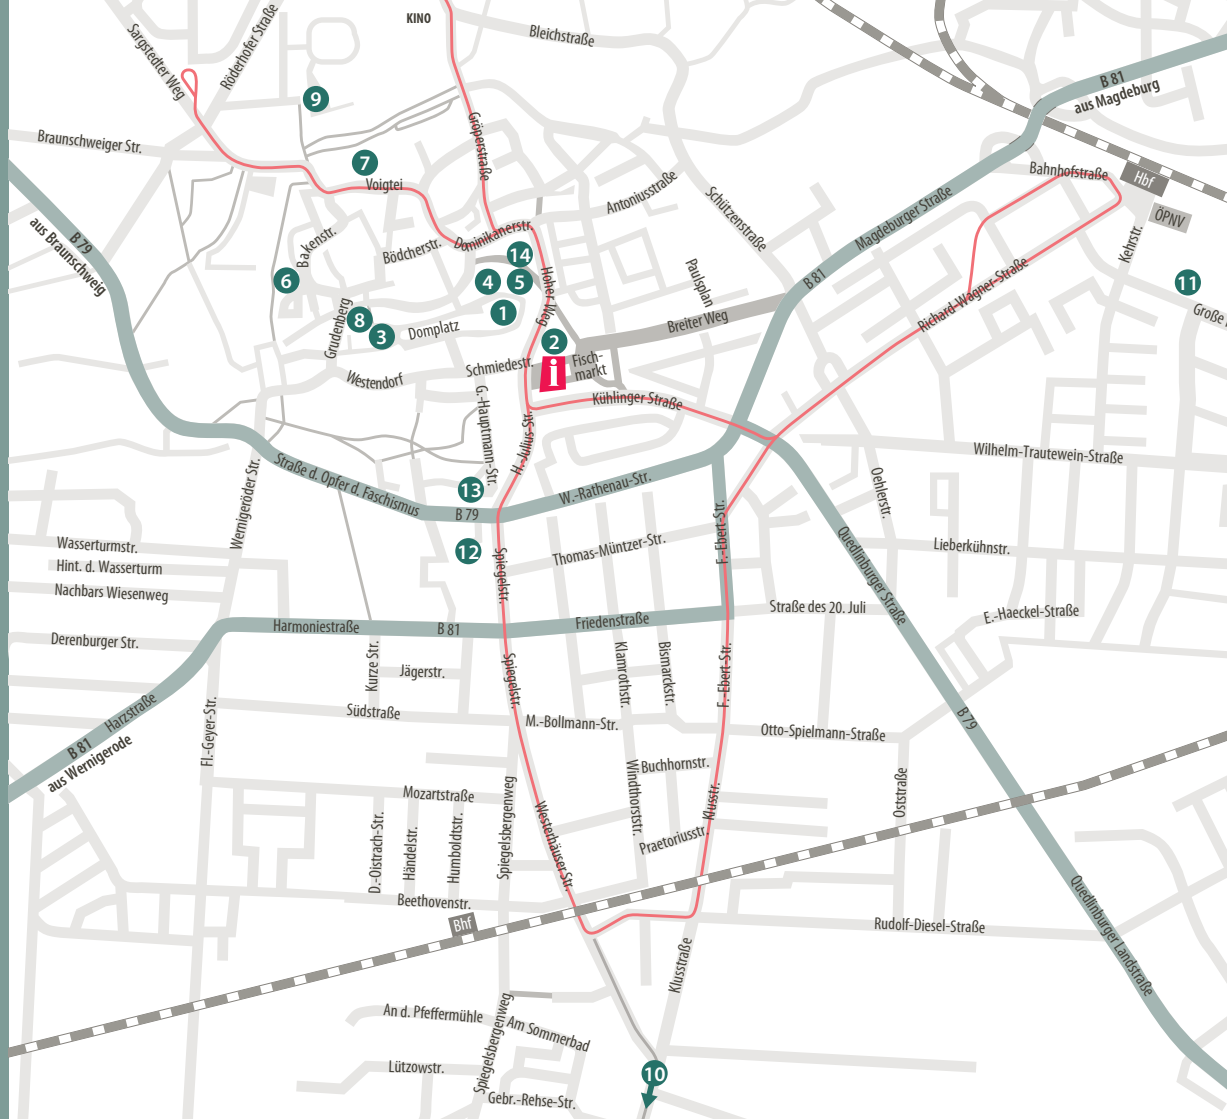 KINO
Bleichstraße
Sargstedter Weg
Röderhofer Straße
B 81
aus Magdeburg
9
Braunschweiger Str.
Gröperstraße
7
Voigtei
Antoniusstraße
Schützenstraße
Magdeburger Straße
Bahnhofstraße
Hbf
ÖPNV
Kehrstr.
B 79
aus Braunschweig
Bakenstr.
Bödcherstr.
Dominikanerstr.
14
6
4
5
Hoher Weg
Paulsplan
B 81
11
Große
Richard-Wagner-Straße
Grudenberg
8
3
Domplatz
1
2
Breiter Weg
i
Fisch-
markt
Schmiedestr.
Westendorf
G.-Hauptmann-Str.
Kühlinger Straße
H.-Julius-Str.
Wilhelm-Trautewein-Straße
Wernigeröder Str.
Straße d. Opfer d. Faschismus
13
B 79
W.-Rathenau-Str.
Oehlerstr.
12
Wasserturmstr.
Hint. d. Wasserturm
Nachbars Wiesenweg
Spiegelstr.
Thomas-Müntzer-Str.
F.-Ebert-Str.
Quedlinburger Straße
Lieberkühnstr.
Straße des 20. Juli
E.-Haeckel-Straße
Derenburger Str.
Harmoniestraße
B 81
Friedenstraße
Kurze Str.
Jägerstr.
Spiegelstr.
Klamrothstr.
Bismarckstr.
F.-Ebert-Str.
Harzstraße
B 81
aus Wernigerode
Fl.-Geyer-Str.
Südstraße
M.-Bollmann-Str.
Otto-Spielmann-Straße
B 79
Mozartstraße
Buchhornstr.
Windthorststr.
Klusstr.
Oststraße
Praetoriusstr.
D.-Oistrach-Str.
Händelstr.
Humboldtstr.
Spiegelsbergenweg
Westerhäuser Str.
Beethovenstr.
Bhf
Rudolf-Diesel-Straße
Quedlinburger Landstraße
Klusstraße
An d. Pfeffermühle
Spiegelsbergenweg
Am Sommerbad
Lützowstr.
Gebr.-Rehse-Str.
10